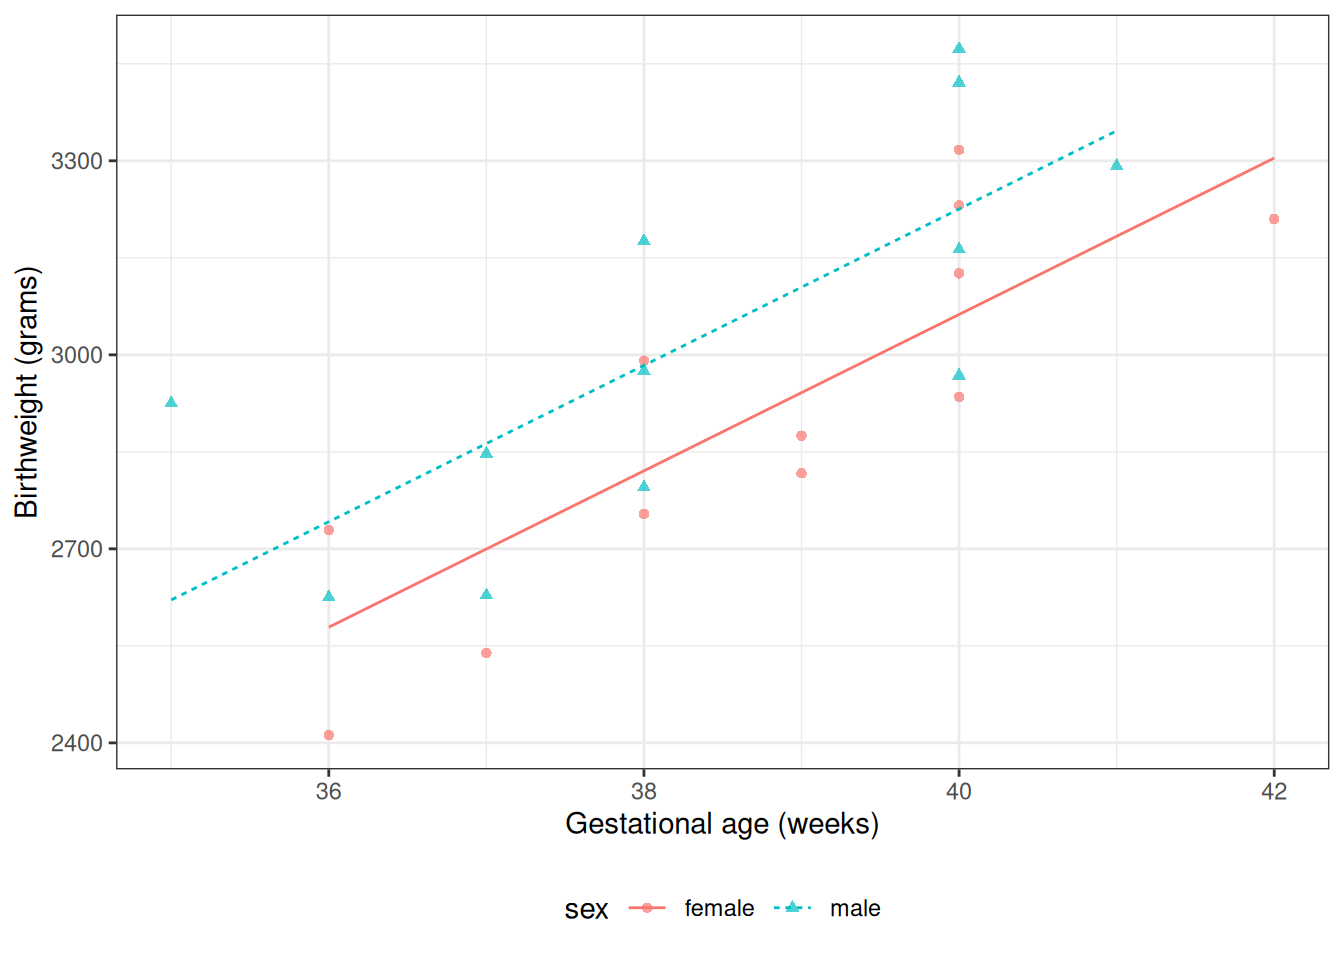 Birthweight (grams)
3300
3000
2700
2400
36 38 40 42
Gestational age (weeks)
sex female male